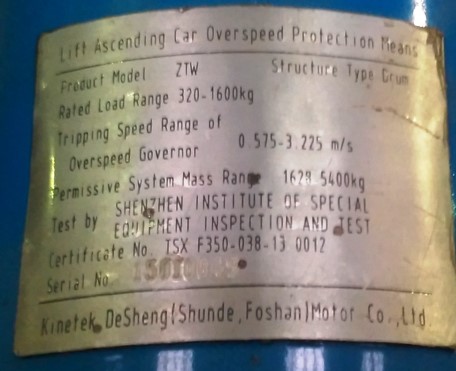 Lift Ascending Car Overspeed Protection Means
Product Model ZTW Structure Type Drum
Rated Load Range 320-1600kg
Tripping Speed Range of
Overspeed Governor 0.575-3.225 m/s
Permissive System Mass Range 1628-5400kg
Test by SHENZHEN INSTITUTE OF SPECIAL
EQUIPMENT INSPECTION AND TEST
Certificate No. TSX F350-038-13 0012
Serial No.
Kinetek DeSheng(Shunde,Foshan)Motor Co.,Ltd